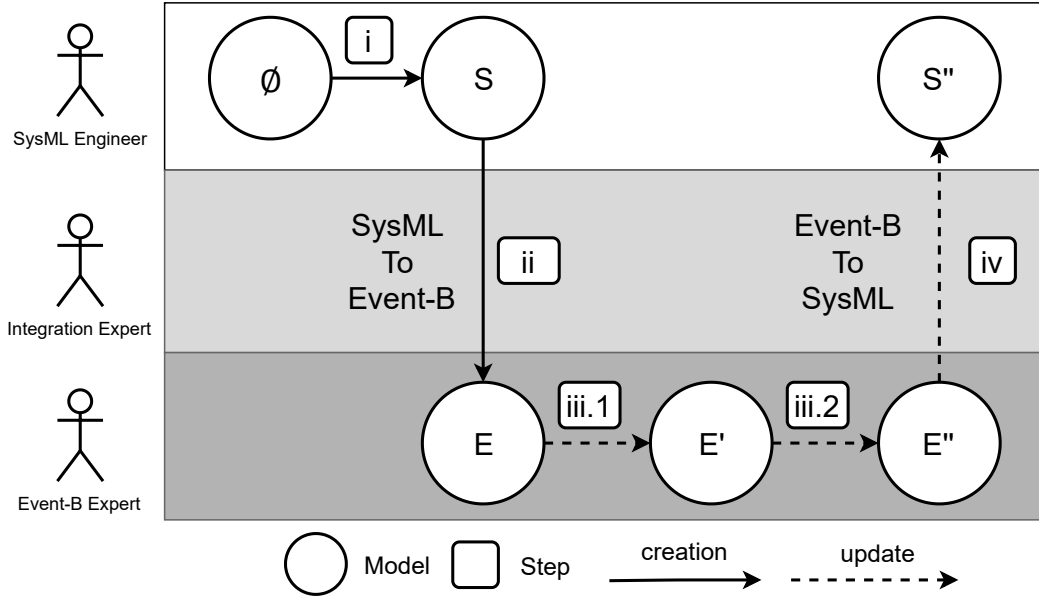 i
∅
S
S"
SysML Engineer
SysML
To
Event-B
ii
Event-B
To
SysML
iv
Integration Expert
iii.1
iii.2
E
E'
E"
Event-B Expert
Model
Step
creation
update